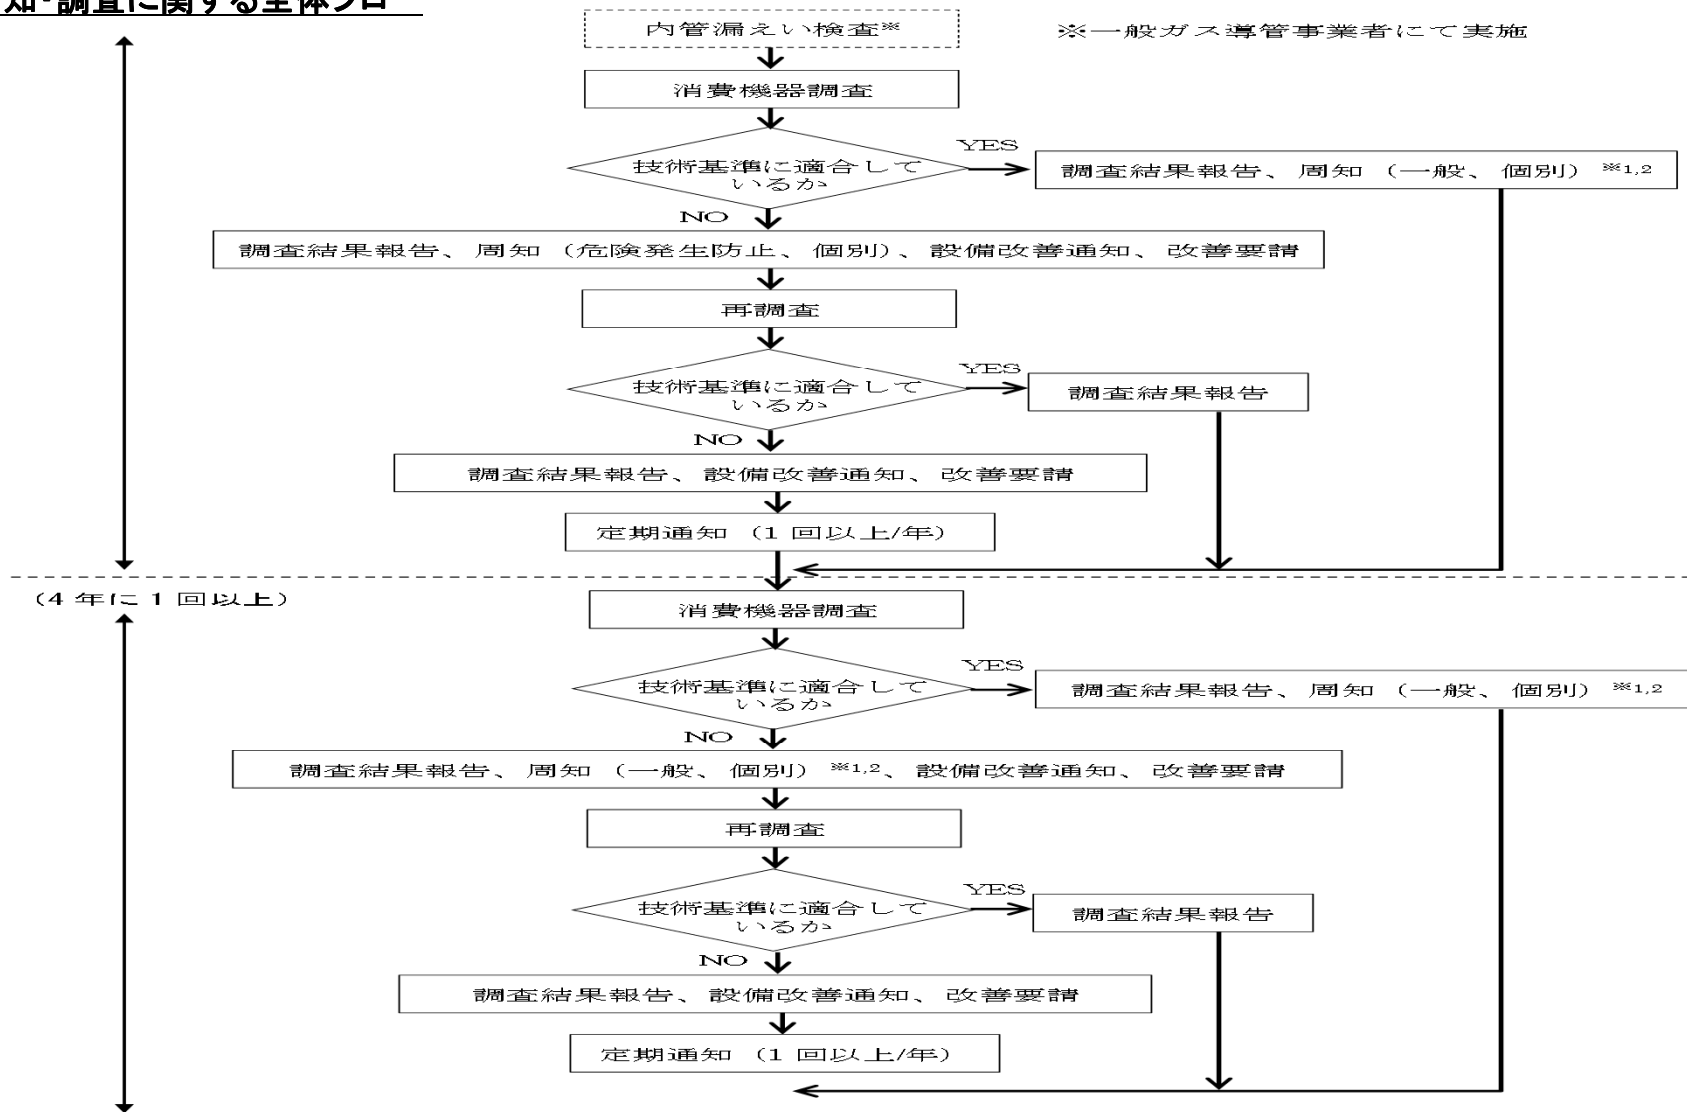 知・調査に関する全体フロー
内管漏えい検査※
※一般ガス導管事業者にて実施
消費機器調査
技術基準に適合して
いるか
YES
調査結果報告、周知（一般、個別）※1,2
NO
調査結果報告、周知（危険発生防止、個別）、設備改善通知、改善要請
再調査
技術基準に適合して
いるか
YES
調査結果報告
NO
調査結果報告、設備改善通知、改善要請
定期通知（1 回以上/年）
（4 年に 1 回以上）
消費機器調査
技術基準に適合して
いるか
YES
調査結果報告、周知（一般、個別）※1,2
NO
調査結果報告、周知（一般、個別）※1,2、設備改善通知、改善要請
再調査
技術基準に適合して
いるか
YES
調査結果報告
NO
調査結果報告、設備改善通知、改善要請
定期通知（1 回以上/年）